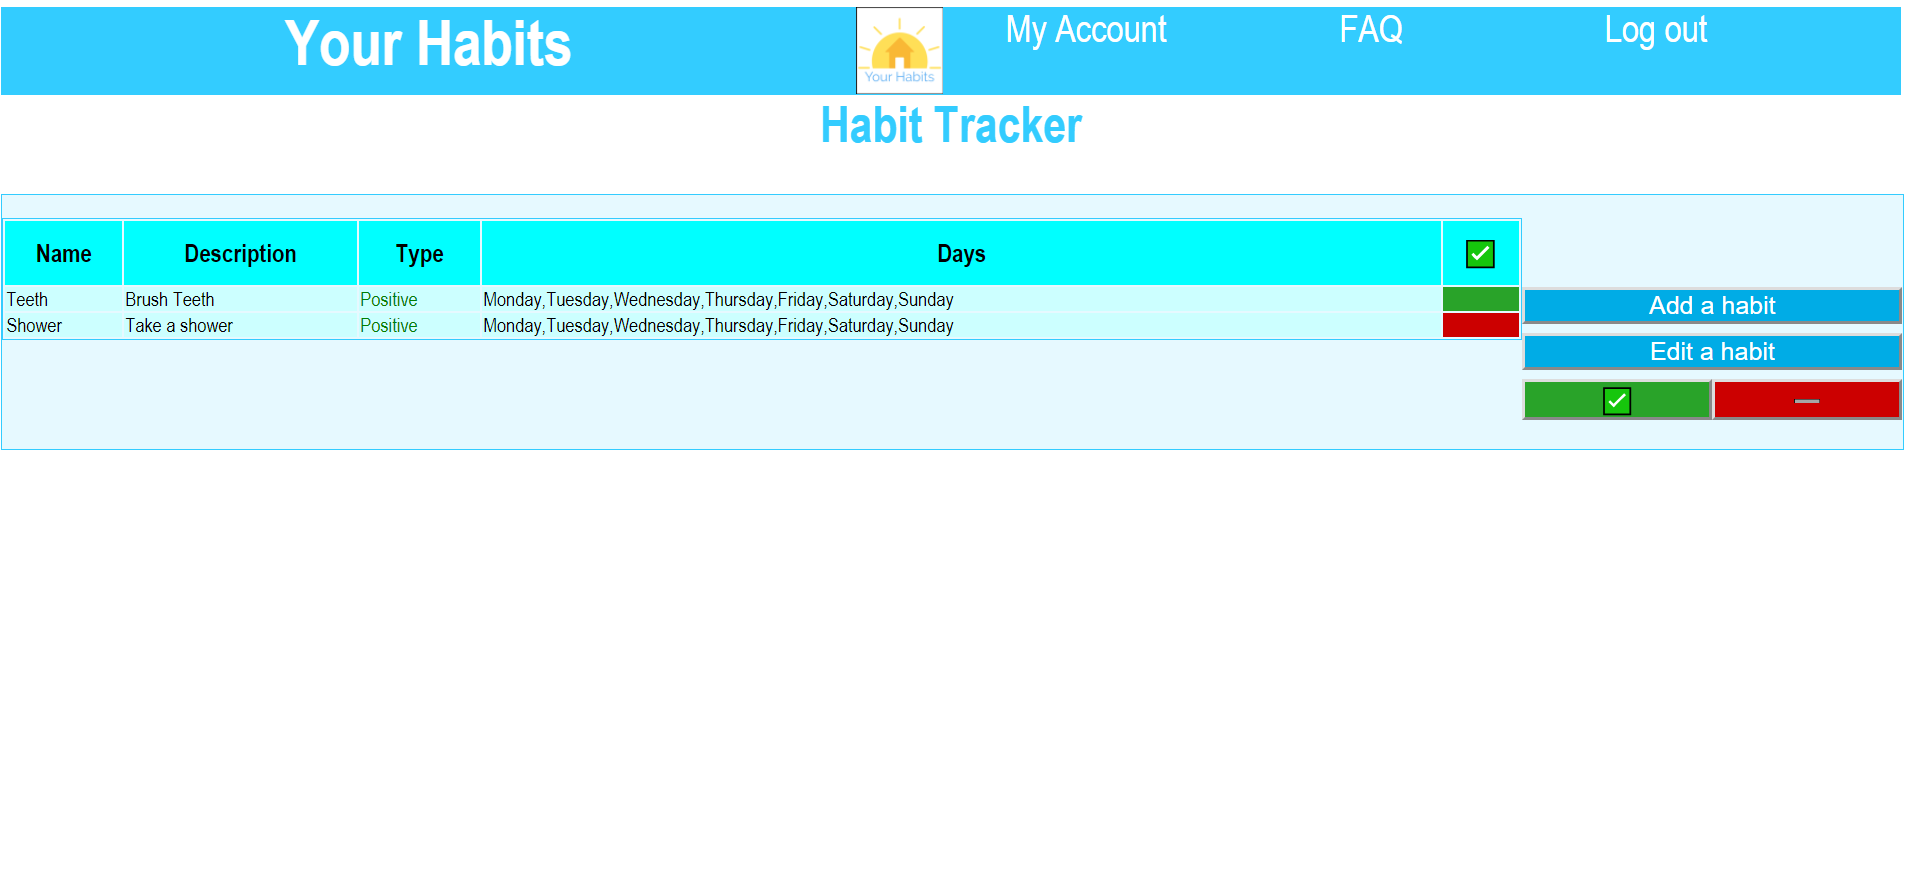 Your Habits
Your Habits
My Account FAQ Log out
Habit Tracker
Name Description Type Days
Teeth Brush Teeth Positive Monday,Tuesday,Wednesday,Thursday,Friday,Saturday,Sunday
Shower Take a shower Positive Monday,Tuesday,Wednesday,Thursday,Friday,Saturday,Sunday
Add a habit
Edit a habit